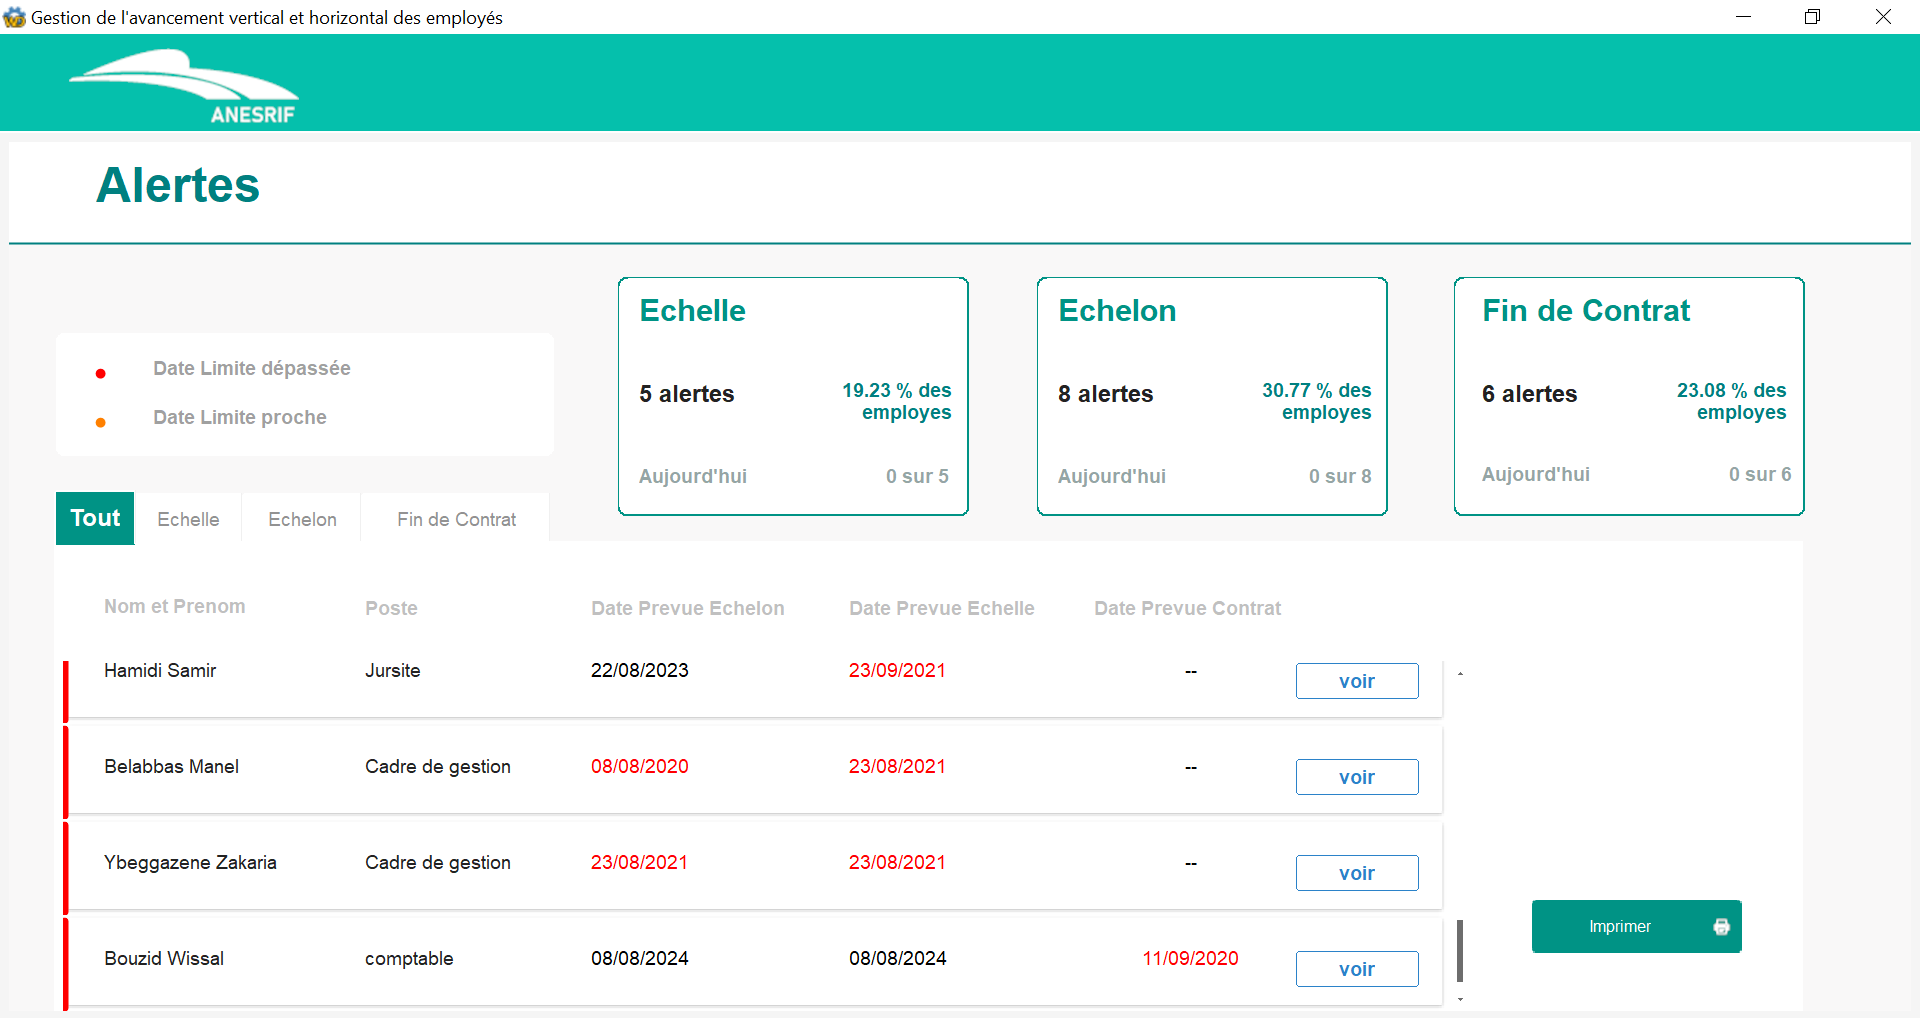 Gestion de l'avancement vertical et horizontal des employés
ANESRIF
Alertes
Date Limite dépassée
Date Limite proche
Echelle
5 alertes
19.23 % des
employes
Aujourd'hui
0 sur 5
Echelon
8 alertes
30.77 % des
employes
Aujourd'hui
0 sur 8
Fin de Contrat
6 alertes
23.08 % des
employes
Aujourd'hui
0 sur 6
Tout Echelle Echelon Fin de Contrat
Nom et Prenom Poste Date Prevue Echelon Date Prevue Echelle Date Prevue Contrat
Hamidi Samir Jursite 22/08/2023 23/09/2021 -- voir
Belabbas Manel Cadre de gestion 08/08/2020 23/08/2021 -- voir
Ybeggazene Zakaria Cadre de gestion 23/08/2021 23/08/2021 -- voir
Bouzid Wissal comptable 08/08/2024 08/08/2024 11/09/2020 voir
Imprimer